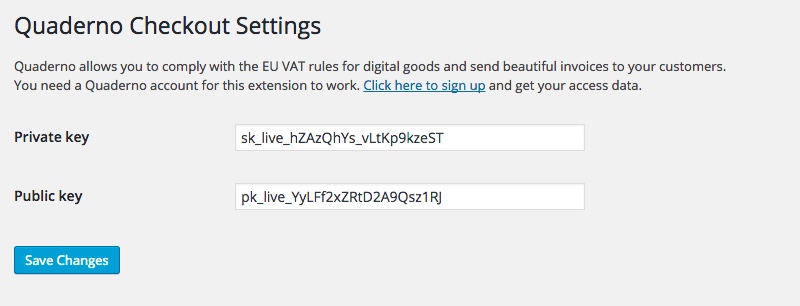 Quaderno Checkout Settings
Quaderno allows you to comply with the EU VAT rules for digital goods and send beautiful invoices to your customers.
You need a Quaderno account for this extension to work. Click here to sign up and get your access data.
Private key
sk_live_hZAzQhYs_vLtKp9kzeST
Public key
pk_live_YyLFf2xZRtD2A9Qsz1RJ
Save Changes